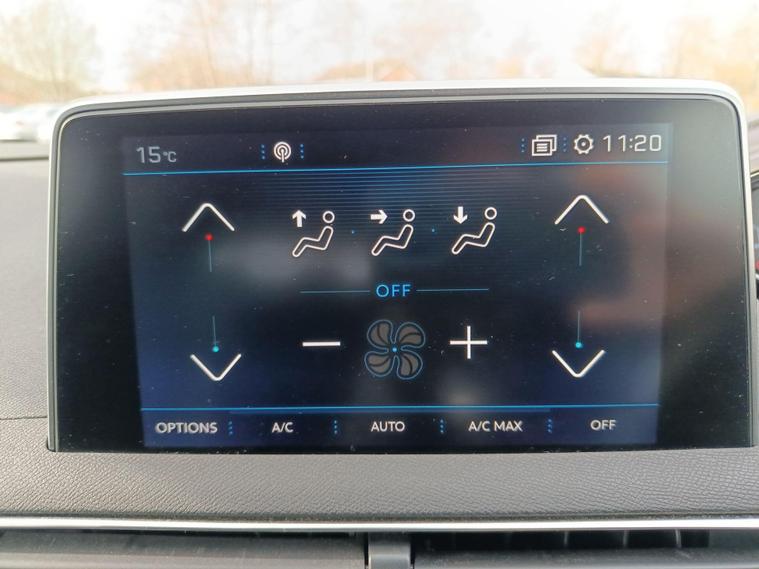 15°C 11:20
OFF
OPTIONS A/C AUTO A/C MAX OFF